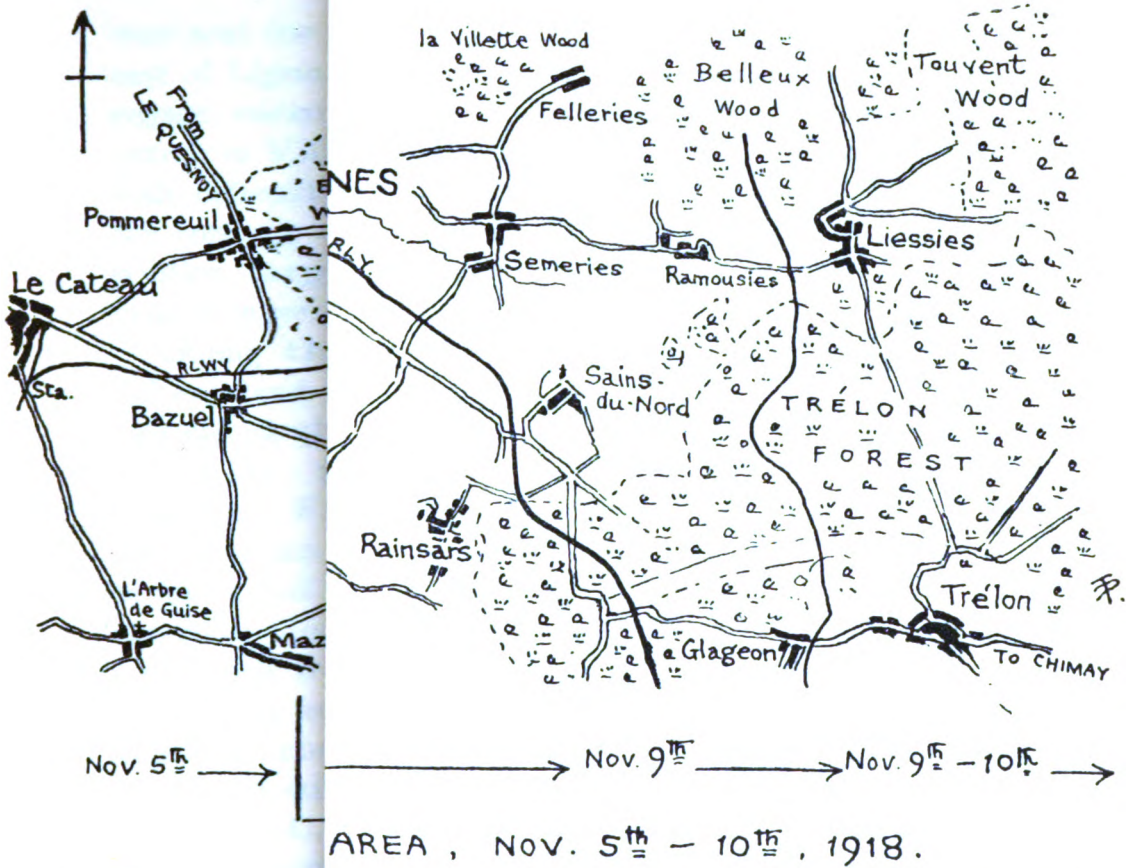 la Villette Wood
Felleries
Belleux
Wood
Touvent
Wood
From
LE QUESNOY
Pommereuil
L'E
NES
Liessies
Semeries
Ramousies
RLY.
Le Cateau
RLWY
Sta.
Bazuel
Sains-
du-Nord
TRÉLON
FOREST
Rainsars
L'Arbre
de Guise
Maz
Glageon
Trélon
TO CHIMAY
Nov. 5th
Nov. 9th
Nov. 9th - 10th
AREA, NOV. 5th - 10th, 1918.